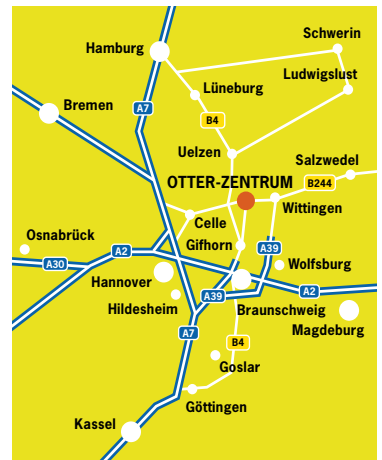 Schwerin
Hamburg
Ludwigslust
Lüneburg
A7
Bremen
B4
Uelzen
Salzwedel
OTTER-ZENTRUM
B244
Wittingen
Celle
Osnabrück
Gifhorn
A39
A2
A30
Wolfsburg
Hannover
A2
Hildesheim
A39
Braunschweig
Magdeburg
A7
B4
Goslar
Göttingen
Kassel